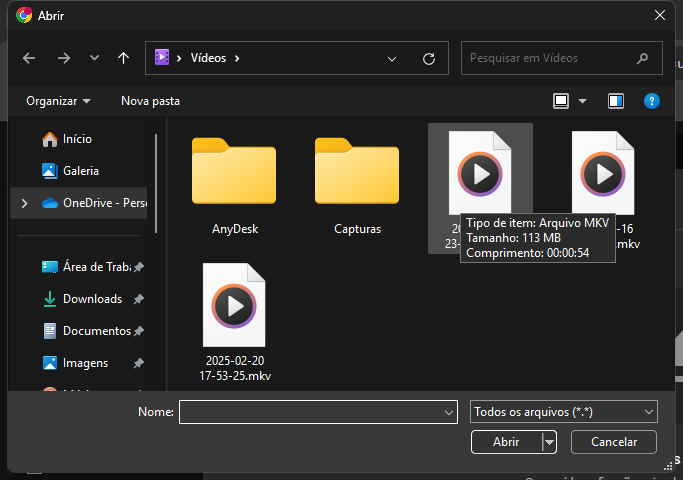 Abrir
Vídeos
Pesquisar em Vídeos
Organizar
Nova pasta
Início
Galeria
OneDrive - Perso
Área de Traba
Downloads
Documentos
Imagens
AnyDesk
Capturas
20
23-
Tipo de item: Arquivo MKV
Tamanho: 113 MB
Comprimento: 00:00:54
-16
.mkv
2025-02-20
17-53-25.mkv
Nome:
Todos os arquivos (*.*)
Abrir
Cancelar